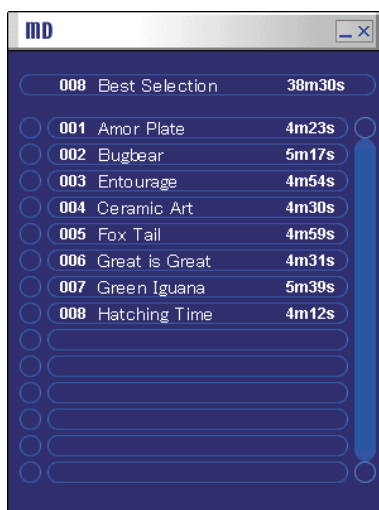 MD
008 Best Selection 38m30s
001 Amor Plate 4m23s
002 Bugbear 5m17s
003 Entourage 4m54s
004 Ceramic Art 4m30s
005 Fox Tail 4m59s
006 Great is Great 4m31s
007 Green Iguana 5m39s
008 Hatching Time 4m12s